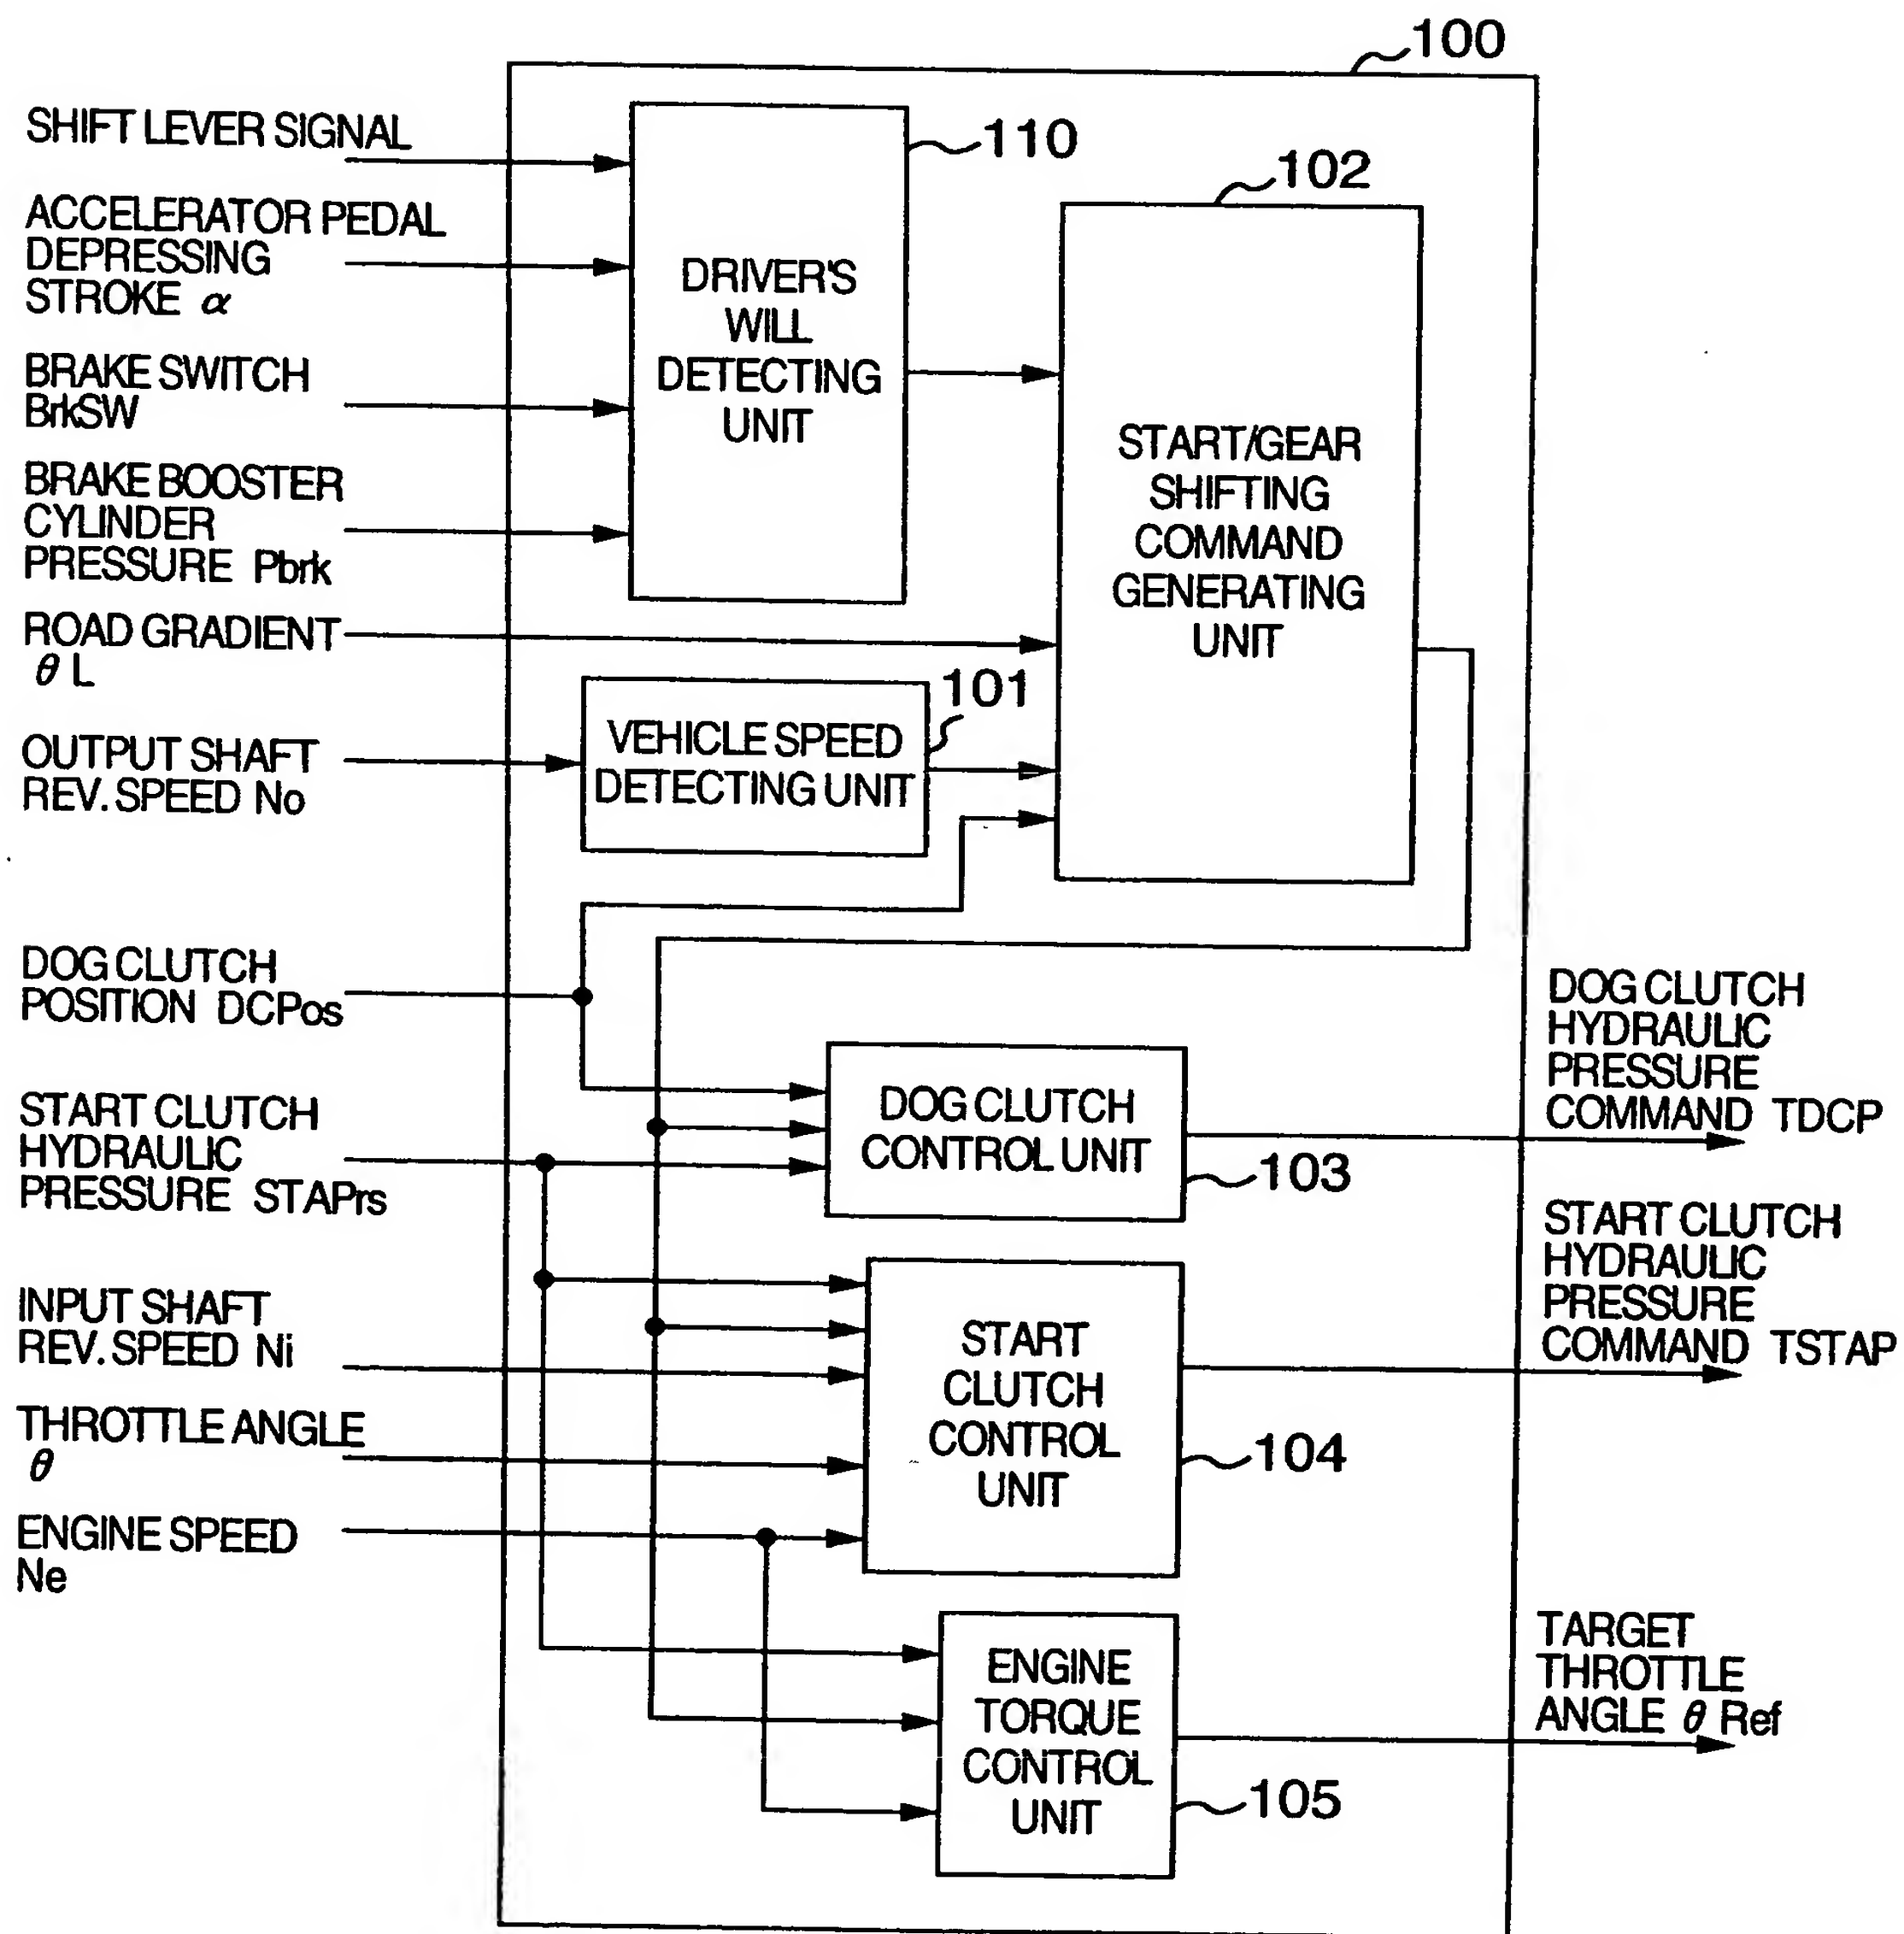 100
SHIFT LEVER SIGNAL
110
102
ACCELERATOR PEDAL
DEPRESSING
STROKE α
DRIVER'S
WILL
DETECTING
UNIT
BRAKE SWITCH
BrkSW
START/GEAR
SHIFTING
COMMAND
GENERATING
UNIT
BRAKE BOOSTER
CYLINDER
PRESSURE Pbrk
ROAD GRADIENT
θ L
101
VEHICLE SPEED
DETECTING UNIT
OUTPUT SHAFT
REV. SPEED No
DOG CLUTCH
POSITION DCPos
DOG CLUTCH
HYDRAULIC
PRESSURE
COMMAND TDCP
DOG CLUTCH
CONTROL UNIT
103
START CLUTCH
HYDRAULIC
PRESSURE STAPrs
START CLUTCH
HYDRAULIC
PRESSURE
COMMAND TSTAP
INPUT SHAFT
REV. SPEED Ni
START
CLUTCH
CONTROL
UNIT
104
THROTTLE ANGLE
θ
ENGINE SPEED
Ne
ENGINE
TORQUE
CONTROL
UNIT
105
TARGET
THROTTLE
ANGLE θ Ref